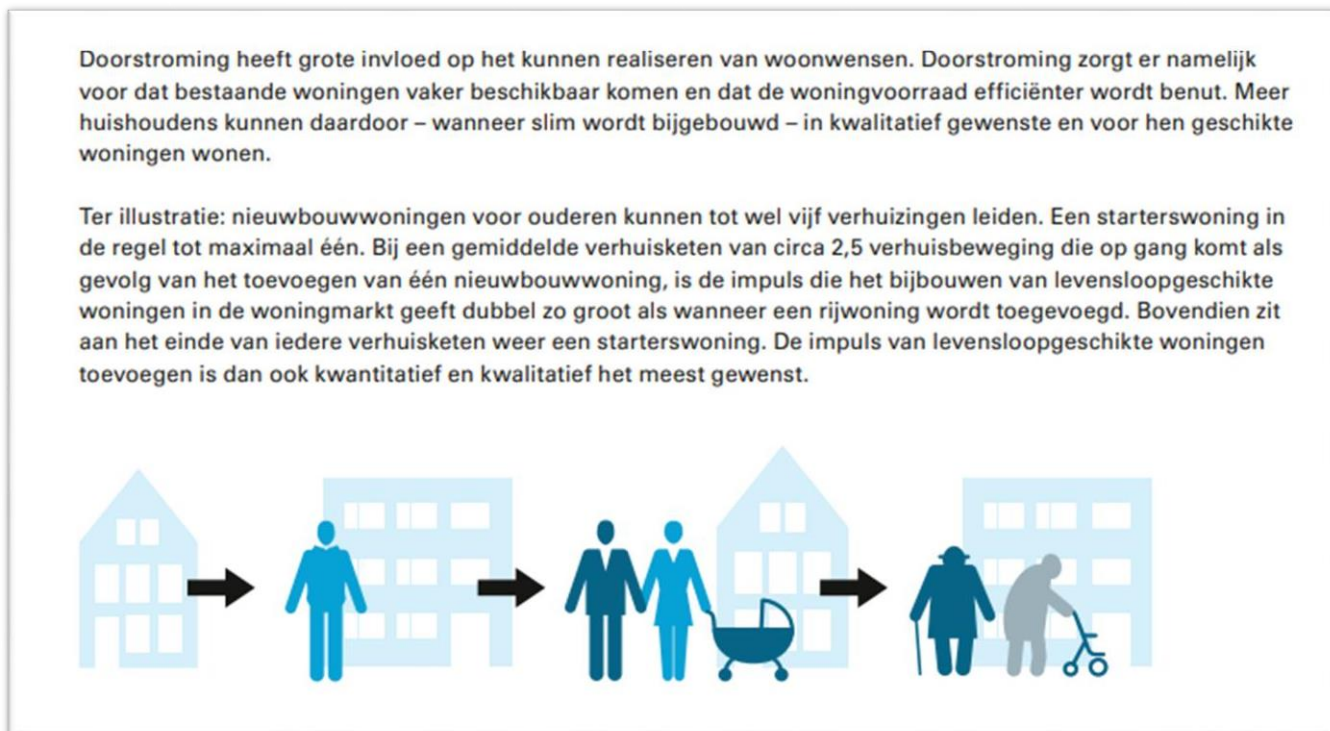 Doorstroming heeft grote invloed op het kunnen realiseren van woonwensen. Doorstroming zorgt er namelijk
voor dat bestaande woningen vaker beschikbaar komen en dat de woningvoorraad efficiënter wordt benut. Meer
huishoudens kunnen daardoor – wanneer slim wordt bijgebouwd – in kwalitatief gewenste en voor hen geschikte
woningen wonen.
Ter illustratie: nieuwbouwwoningen voor ouderen kunnen tot wel vijf verhuizingen leiden. Een starterswoning in
de regel tot maximaal één. Bij een gemiddelde verhuisketen van circa 2,5 verhuisbeweging die op gang komt als
gevolg van het toevoegen van één nieuwbouwwoning, is de impuls die het bijbouwen van levensloopgeschikte
woningen in de woningmarkt geeft dubbel zo groot als wanneer een rijwoning wordt toegevoegd. Bovendien zit
aan het einde van iedere verhuisketen weer een starterswoning. De impuls van levensloopgeschikte woningen
toevoegen is dan ook kwantitatief en kwalitatief het meest gewenst.